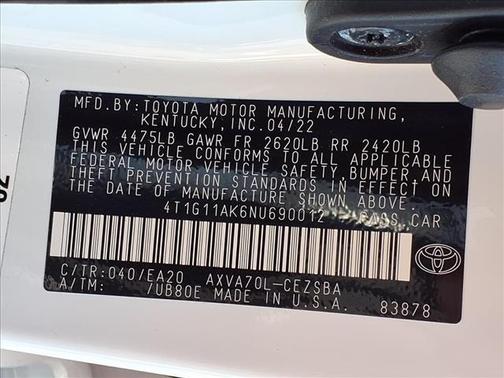 MFD.BY:TOYOTA MOTOR MANUFACTURING,
KENTUCKY,INC.04/22
GVWR 4475LB GAWR FR 2620LB RR 2420LB
THIS VEHICLE CONFORMS TO ALL APPLICABLE
FEDERAL MOTOR VEHICLE SAFETY,BUMPER,AND
THEFT PREVENTION STANDARDS IN EFFECT ON
THE DATE OF MANUFACTURE SHOWN ABOVE.
4T1G11AK6NU690012 PASS.CAR
C/TR:040/EA20 AXVA70L-CEZSBA
A/TM: /UB80E MADE IN U.S.A.
83878